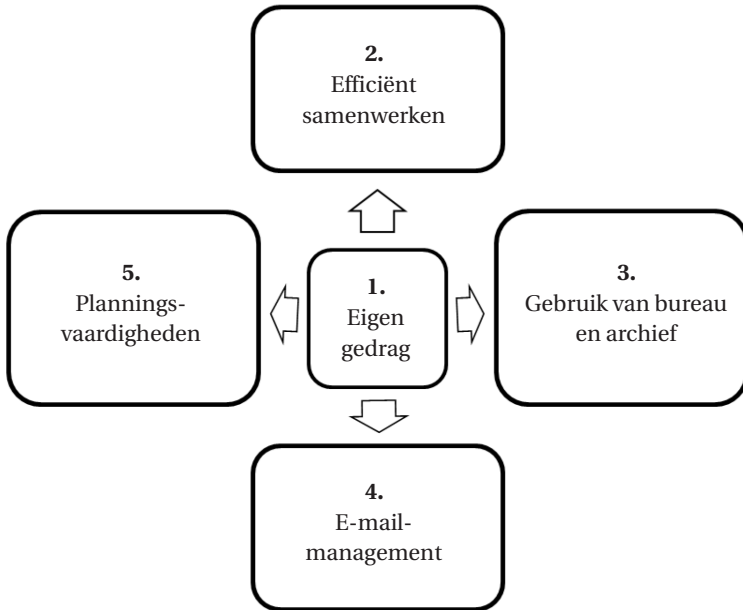 2.
Efficiënt
samenwerken
5.
Plannings-
vaardigheden
1.
Eigen
gedrag
3.
Gebruik van bureau
en archief
4.
E-mail-
management